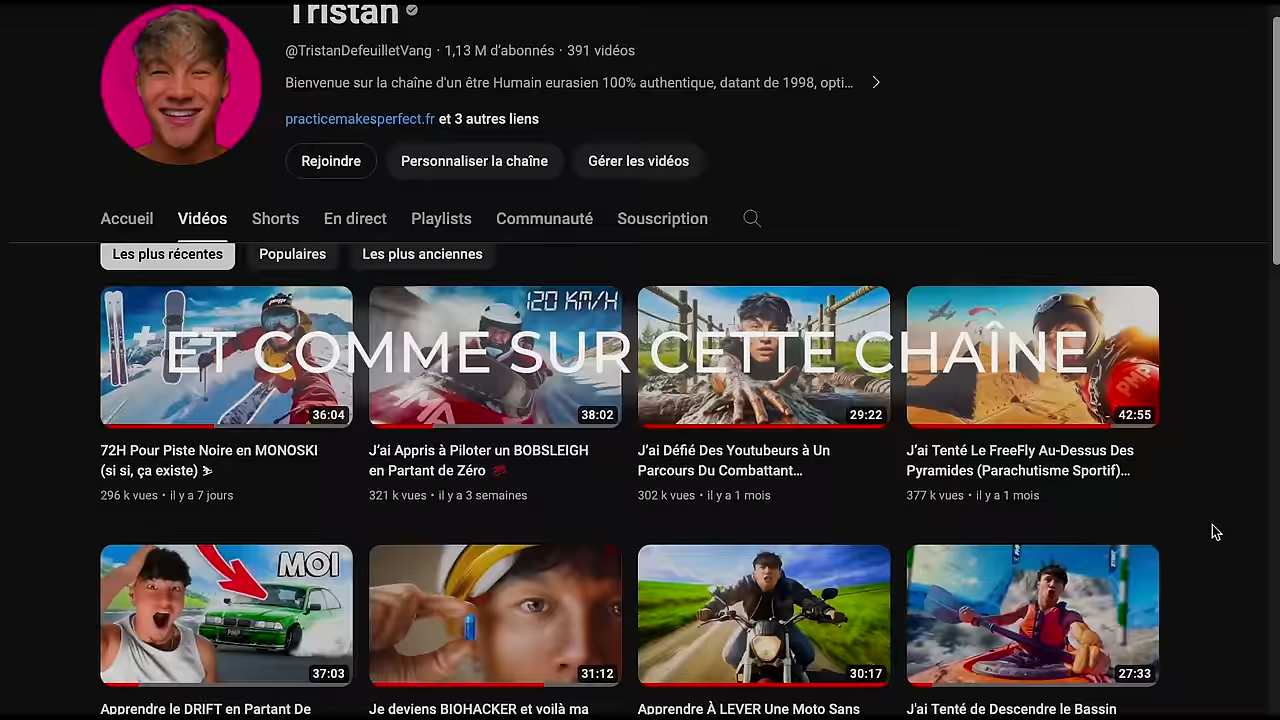 Tristan
@TristanDefeuilletVang · 1,13 M d'abonnés · 391 vidéos
Bienvenue sur la chaîne d'un être Humain eurasien 100% authentique, datant de 1998, opti...
practicemakesperfect.fr et 3 autres liens
Rejoindre Personnaliser la chaîne Gérer les vidéos
Accueil Vidéos Shorts En direct Playlists Communauté Souscription
Les plus récentes Populaires Les plus anciennes
120 KM/H
ET COMME SUR CETTE CHAÎNE
PMP
36:04 38:02 29:22 42:55
72H Pour Piste Noire en MONOSKI
(si si, ça existe)
296 k vues • il y a 7 jours
J'ai Appris à Piloter un BOBSLEIGH
en Partant de Zéro
321 k vues • il y a 3 semaines
J'ai Défié Des Youtubeurs à Un
Parcours Du Combattant...
302 k vues • il y a 1 mois
J'ai Tenté Le FreeFly Au-Dessus Des
Pyramides (Parachutisme Sportif)...
377 k vues • il y a 1 mois
MOI
PMP
37:03 31:12 30:17 27:33
Apprendre le DRIFT en Partant De
Je deviens BIOHACKER et voilà ma
Apprendre À LEVER Une Moto Sans
J'ai Tenté de Descendre le Bassin